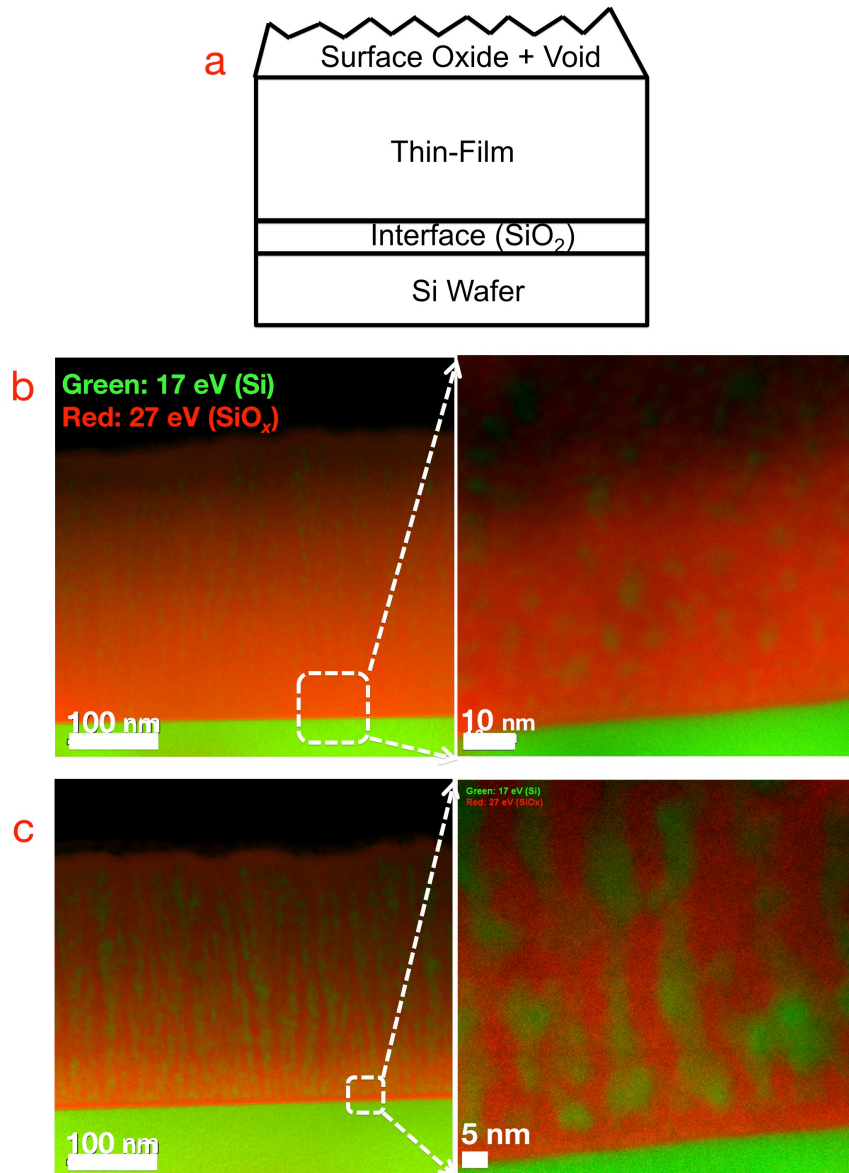 a
Surface Oxide + Void
Thin-Film
Interface (SiO₂)
Si Wafer
b
Green: 17 eV (Si)
Red: 27 eV (SiOₓ)
100 nm
10 nm
c
Green: 17 eV (Si)
Red: 27 eV (SiOx)
100 nm
5 nm